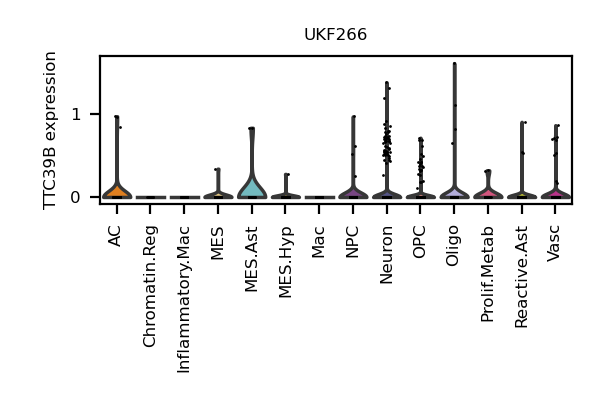 UKF266
TTC39B expression
1
0
AC
Chromatin.Reg
Inflammatory.Mac
MES
MES.Ast
MES.Hyp
Mac
NPC
Neuron
OPC
Oligo
Prolif.Metab
Reactive.Ast
Vasc